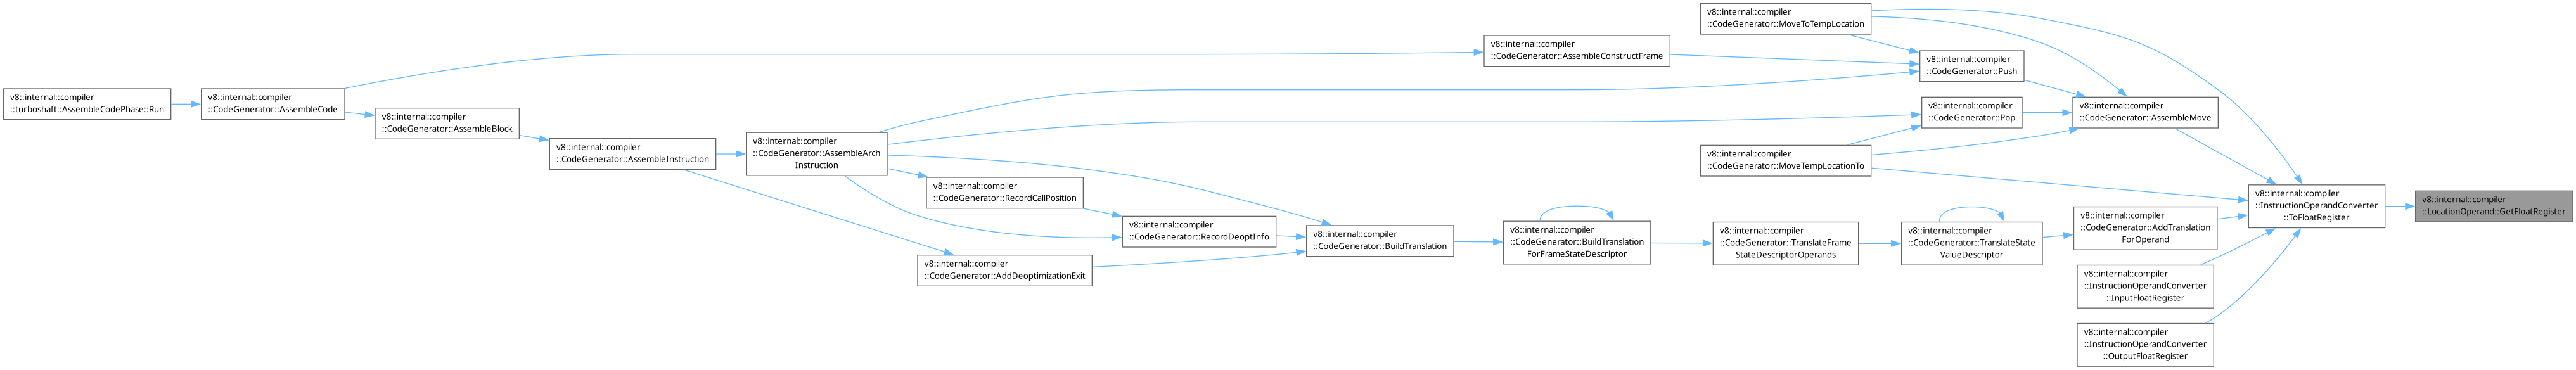 v8::internal::compiler
::turboshaft::AssembleCodePhase::Run
v8::internal::compiler
::CodeGenerator::AssembleCode
v8::internal::compiler
::CodeGenerator::AssembleBlock
v8::internal::compiler
::CodeGenerator::AssembleInstruction
v8::internal::compiler
::CodeGenerator::AssembleArch
Instruction
v8::internal::compiler
::CodeGenerator::RecordCallPosition
v8::internal::compiler
::CodeGenerator::AddDeoptimizationExit
v8::internal::compiler
::CodeGenerator::RecordDeoptInfo
v8::internal::compiler
::CodeGenerator::BuildTranslation
v8::internal::compiler
::CodeGenerator::AssembleConstructFrame
v8::internal::compiler
::CodeGenerator::BuildTranslation
ForFrameStateDescriptor
v8::internal::compiler
::CodeGenerator::MoveToTempLocation
v8::internal::compiler
::CodeGenerator::MoveTempLocationTo
v8::internal::compiler
::CodeGenerator::TranslateFrame
StateDescriptorOperands
v8::internal::compiler
::CodeGenerator::Push
v8::internal::compiler
::CodeGenerator::Pop
v8::internal::compiler
::CodeGenerator::TranslateState
ValueDescriptor
v8::internal::compiler
::CodeGenerator::AssembleMove
v8::internal::compiler
::CodeGenerator::AddTranslation
ForOperand
v8::internal::compiler
::InstructionOperandConverter
::InputFloatRegister
v8::internal::compiler
::InstructionOperandConverter
::OutputFloatRegister
v8::internal::compiler
::InstructionOperandConverter
::ToFloatRegister
v8::internal::compiler
::LocationOperand::GetFloatRegister